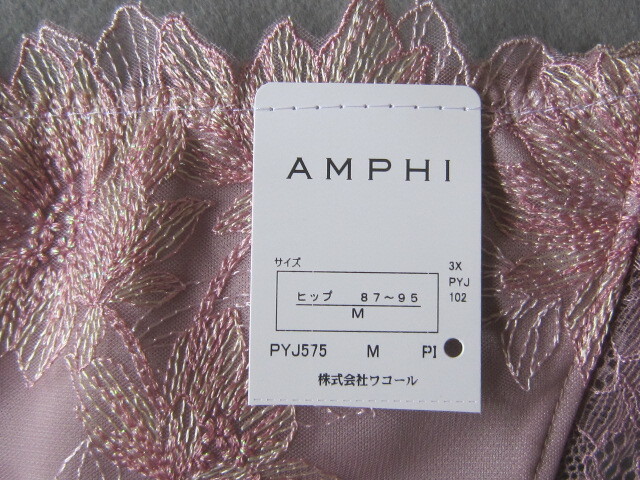 AMPHI
サイズ
ヒップ 87～95
M
3X
PYJ
102
PYJ575 M PI
株式会社ワコール